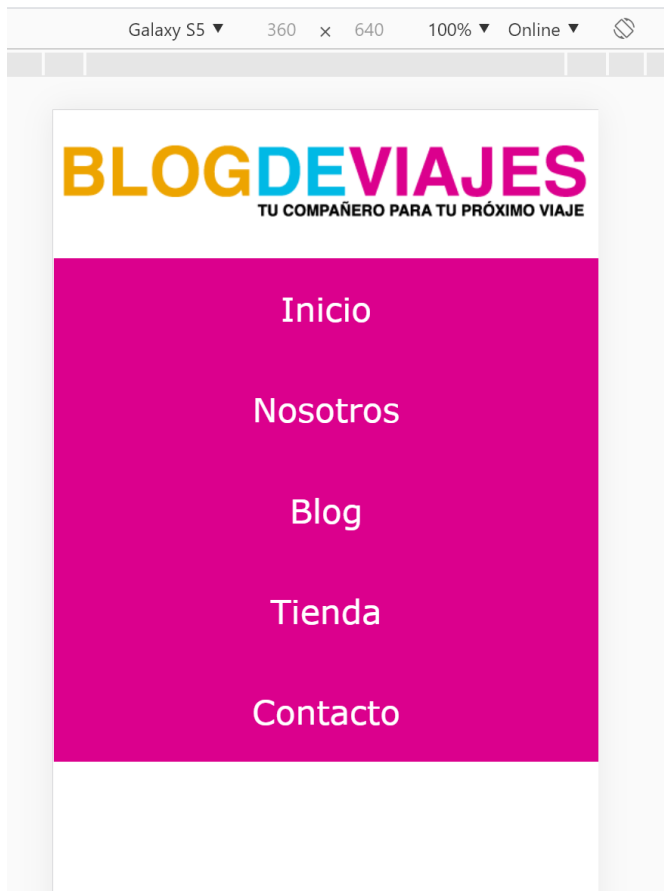 Galaxy S5 ▼ 360 × 640 100% ▼ Online ▼
BLOGDEVIAJES
TU COMPAÑERO PARA TU PRÓXIMO VIAJE
Inicio
Nosotros
Blog
Tienda
Contacto